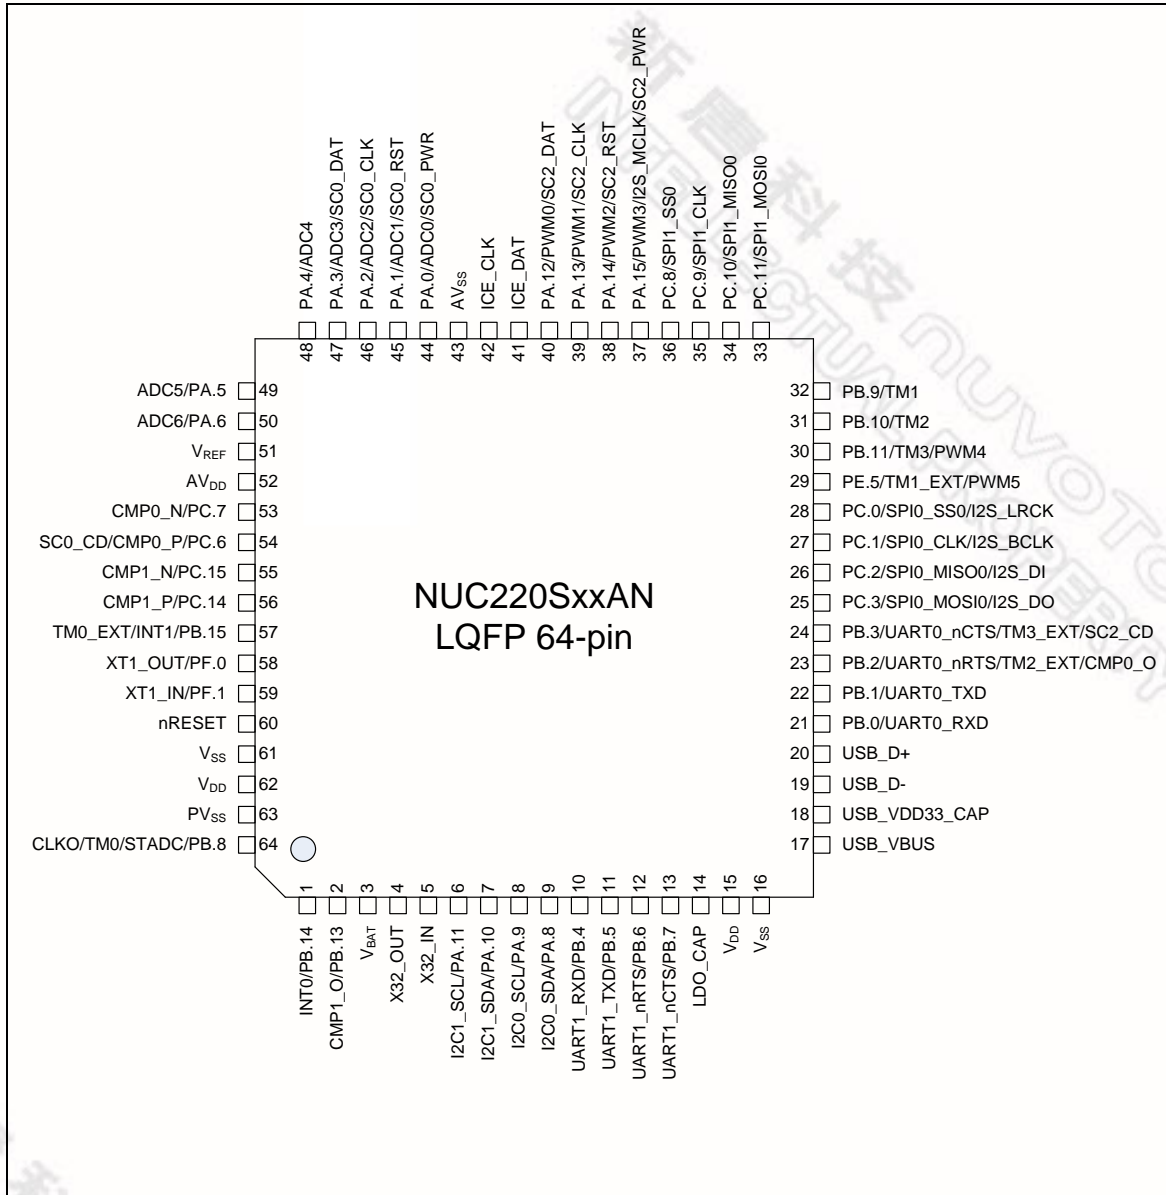 新唐科技 nuvoTO
INTELLECTUAL PROPERTY
PA.4/ADC4
PA.3/ADC3/SC0_DAT
PA.2/ADC2/SC0_CLK
PA.1/ADC1/SC0_RST
PA.0/ADC0/SC0_PWR
AVSS
ICE_CLK
ICE_DAT
PA.12/PWM0/SC2_DAT
PA.13/PWM1/SC2_CLK
PA.14/PWM2/SC2_RST
PA.15/PWM3/I2S_MCLK/SC2_PWR
PC.8/SPI1_SS0
PC.9/SPI1_CLK
PC.10/SPI1_MISO0
PC.11/SPI1_MOSI0
48 47 46 45 44 43 42 41 40 39 38 37 36 35 34 33
ADC5/PA.5 49
ADC6/PA.6 50
VREF 51
AVDD 52
CMP0_N/PC.7 53
SC0_CD/CMP0_P/PC.6 54
CMP1_N/PC.15 55
CMP1_P/PC.14 56
TM0_EXT/INT1/PB.15 57
XT1_OUT/PF.0 58
XT1_IN/PF.1 59
nRESET 60
VSS 61
VDD 62
PVSS 63
CLKO/TM0/STADC/PB.8 64
NUC220SxxAN
LQFP 64-pin
32 PB.9/TM1
31 PB.10/TM2
30 PB.11/TM3/PWM4
29 PE.5/TM1_EXT/PWM5
28 PC.0/SPI0_SS0/I2S_LRCK
27 PC.1/SPI0_CLK/I2S_BCLK
26 PC.2/SPI0_MISO0/I2S_DI
25 PC.3/SPI0_MOSI0/I2S_DO
24 PB.3/UART0_nCTS/TM3_EXT/SC2_CD
23 PB.2/UART0_nRTS/TM2_EXT/CMP0_O
22 PB.1/UART0_TXD
21 PB.0/UART0_RXD
20 USB_D+
19 USB_D-
18 USB_VDD33_CAP
17 USB_VBUS
1 2 3 4 5 6 7 8 9 10 11 12 13 14 15 16
INT0/PB.14
CMP1_O/PB.13
VBAT
X32_OUT
X32_IN
I2C1_SCL/PA.11
I2C1_SDA/PA.10
I2C0_SCL/PA.9
I2C0_SDA/PA.8
UART1_RXD/PB.4
UART1_TXD/PB.5
UART1_nRTS/PB.6
UART1_nCTS/PB.7
LDO_CAP
VDD
VSS